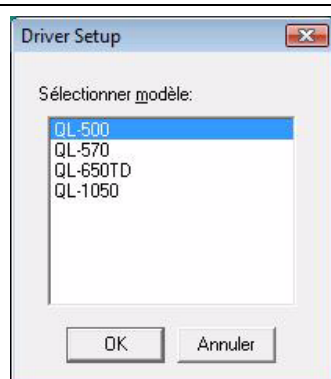 Driver Setup
Sélectionner modèle:
QL-500
QL-570
QL-650TD
QL-1050
OK
Annuler